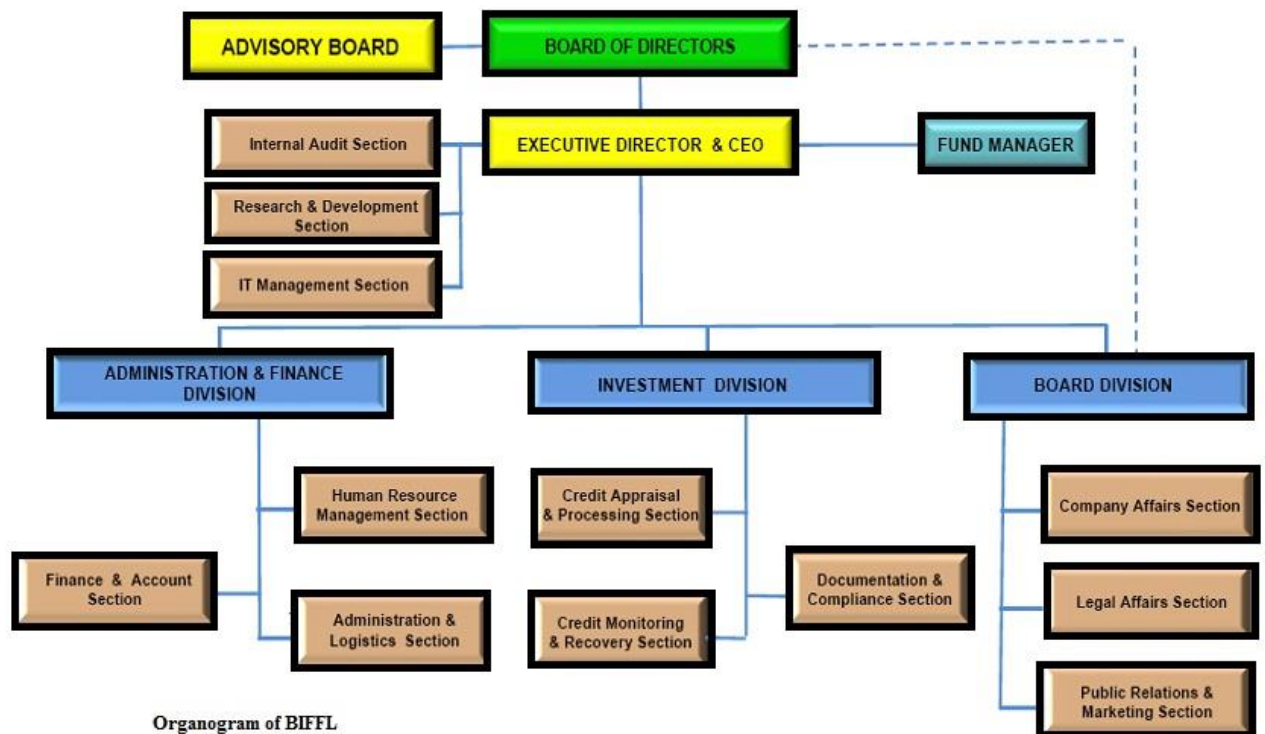 ADVISORY BOARD
BOARD OF DIRECTORS
Internal Audit Section
EXECUTIVE DIRECTOR & CEO
FUND MANAGER
Research & Development
Section
IT Management Section
ADMINISTRATION & FINANCE
DIVISION
INVESTMENT DIVISION
BOARD DIVISION
Human Resource
Management Section
Finance & Account
Section
Administration &
Logistics Section
Credit Appraisal
& Processing Section
Documentation &
Compliance Section
Credit Monitoring
& Recovery Section
Company Affairs Section
Legal Affairs Section
Public Relations &
Marketing Section
Organogram of BIFFL